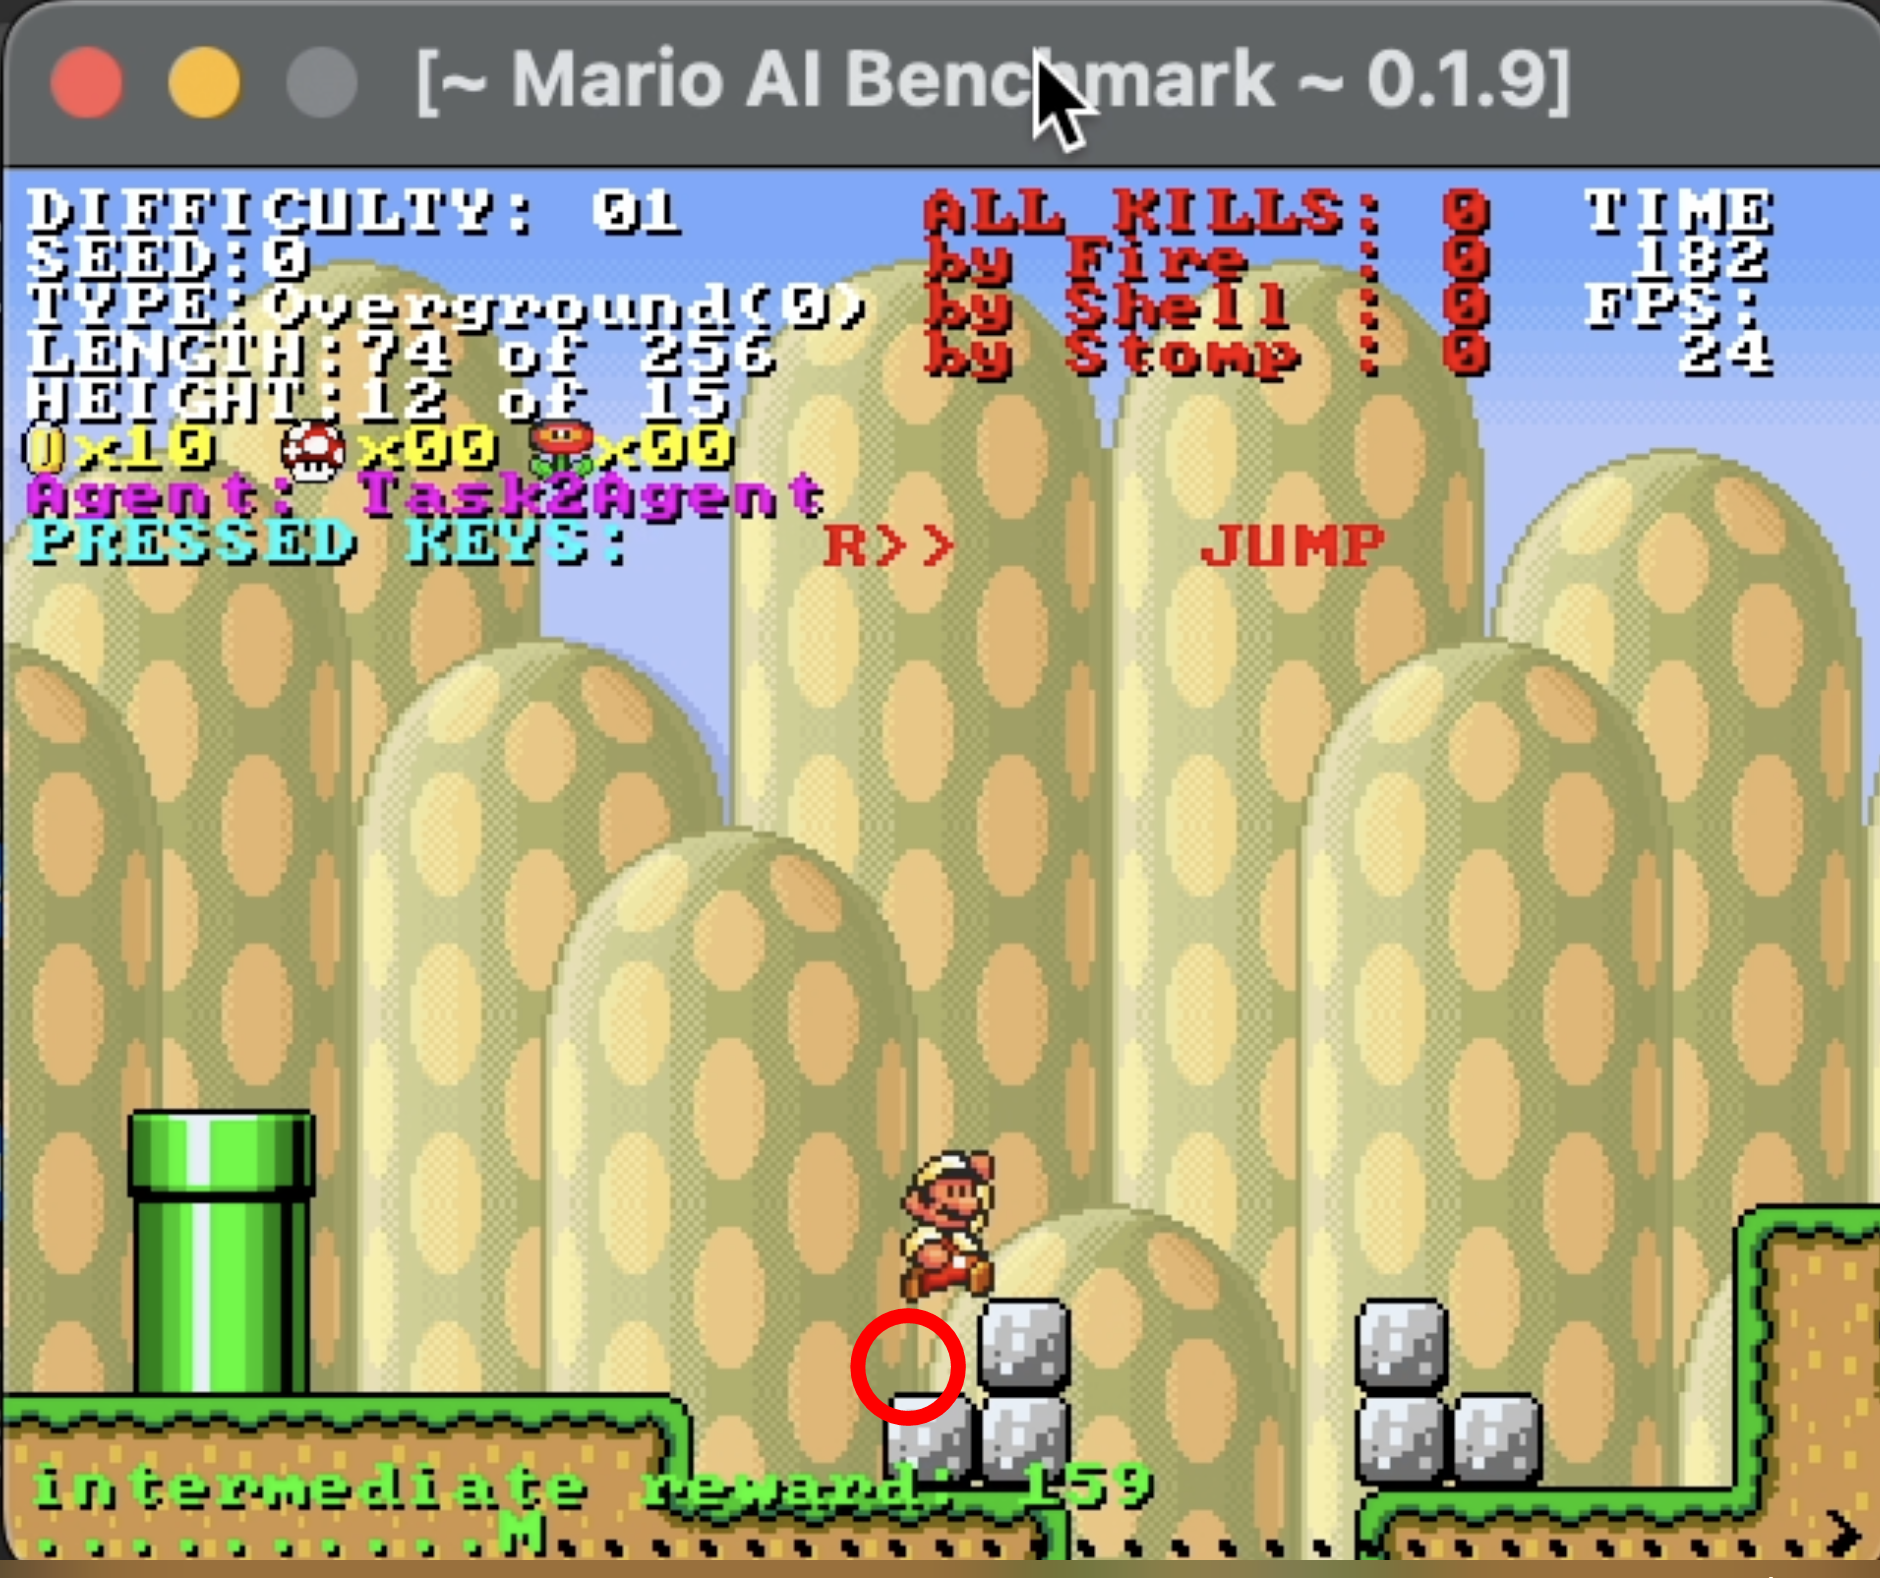 [~ Mario AI Benchmark ~ 0.1.9]
DIFFICULTY: 01
SEED:0
TYPE:Overground(0)
LENGTH:74 of 256
HEIGHT:12 of 15
x10 x00 x00
Agent: Task2Agent
PRESSED KEYS: R>> JUMP
ALL KILLS: 0
by Fire : 0
by Shell : 0
by Stomp : 0
TIME
182
FPS:
24
intermediate reward: 159
..........M............................>